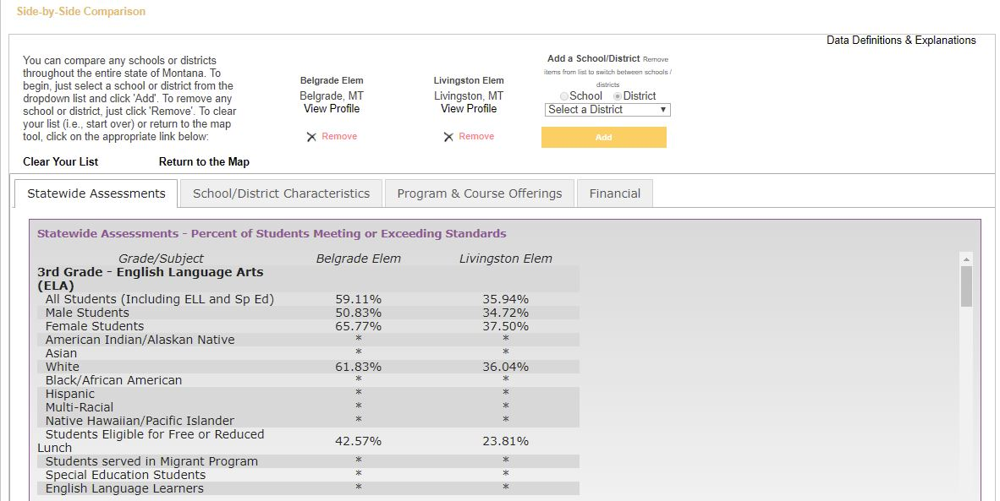 Side-by-Side Comparison
Data Definitions & Explanations
You can compare any schools or districts
throughout the entire state of Montana. To
begin, just select a school or district from the
dropdown list and click 'Add'. To remove any
school or district, just click 'Remove'. To clear
your list (i.e., start over) or return to the map
tool, click on the appropriate link below:
Clear Your List Return to the Map
Belgrade Elem
Belgrade, MT
View Profile
Remove
Livingston Elem
Livingston, MT
View Profile
Remove
Add a School/District Remove
items from list to switch between schools /
districts
School District
Select a District
Add
Statewide Assessments School/District Characteristics Program & Course Offerings Financial
Statewide Assessments - Percent of Students Meeting or Exceeding Standards
Grade/Subject Belgrade Elem Livingston Elem
3rd Grade - English Language Arts
(ELA)
All Students (Including ELL and Sp Ed) 59.11% 35.94%
Male Students 50.83% 34.72%
Female Students 65.77% 37.50%
American Indian/Alaskan Native * *
Asian * *
White 61.83% 36.04%
Black/African American * *
Hispanic * *
Multi-Racial * *
Native Hawaiian/Pacific Islander * *
Students Eligible for Free or Reduced
Lunch 42.57% 23.81%
Students served in Migrant Program * *
Special Education Students * *
English Language Learners * *